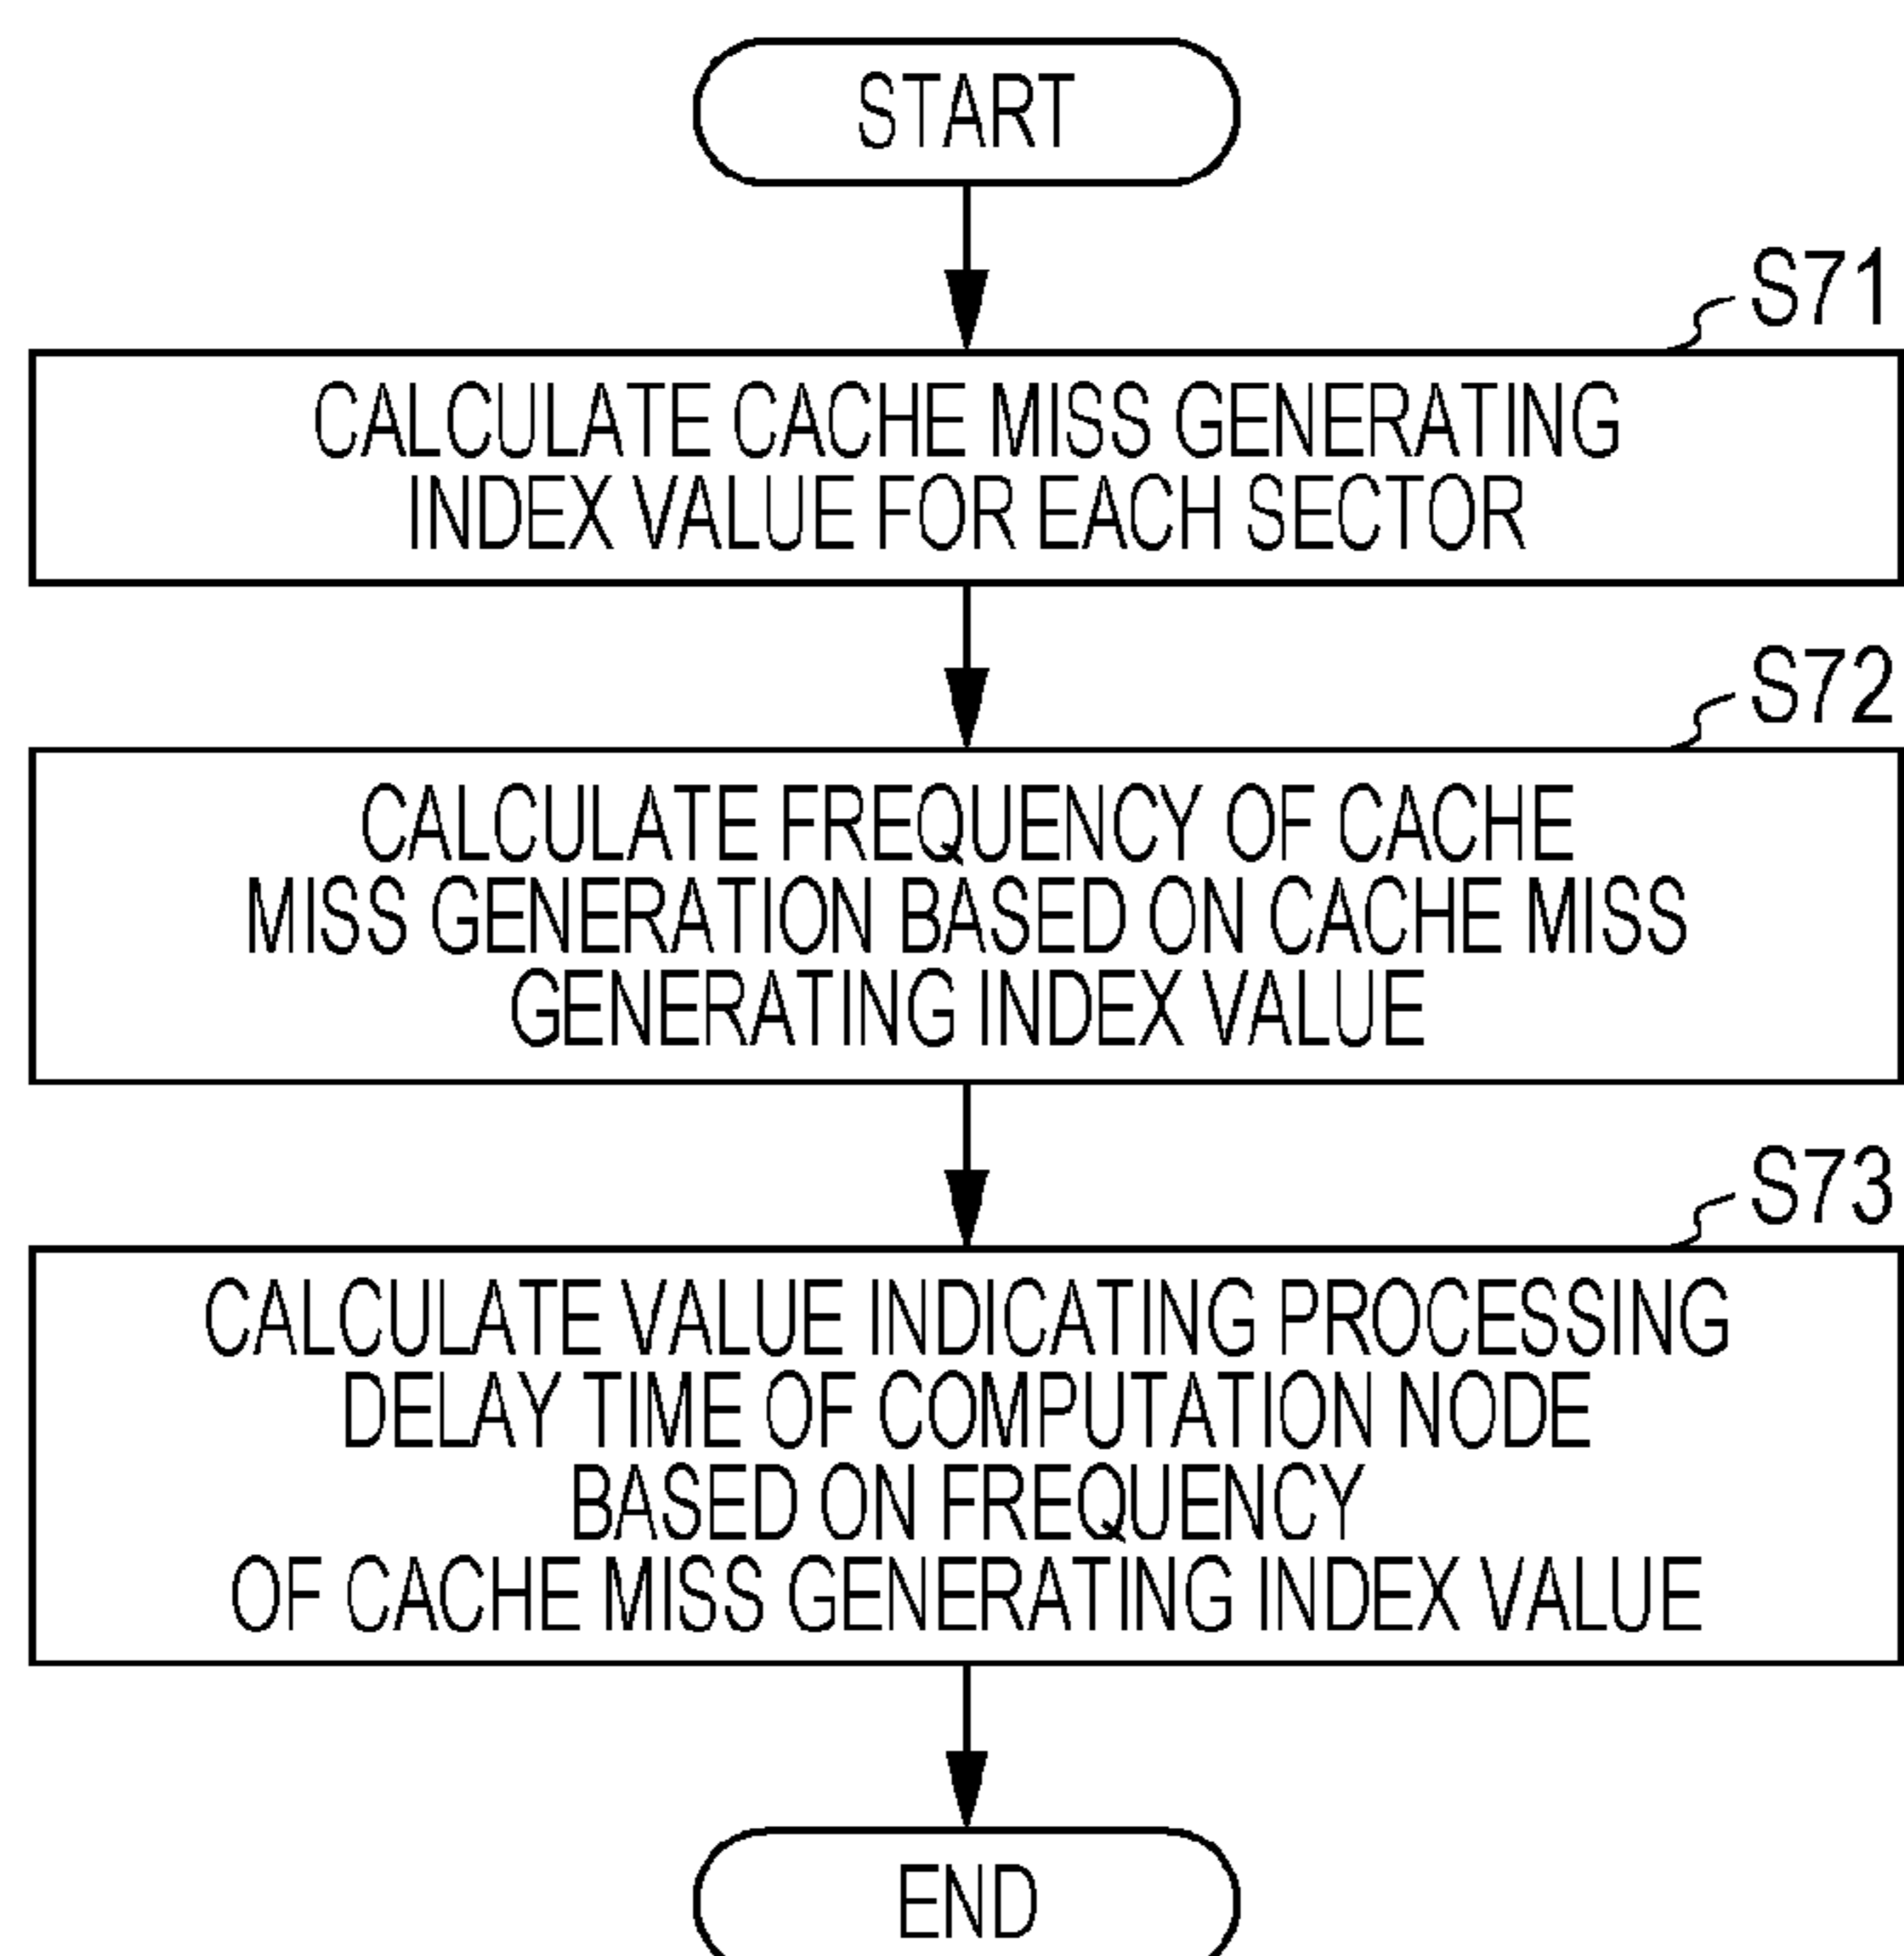 START
S71
CALCULATE CACHE MISS GENERATING
INDEX VALUE FOR EACH SECTOR
S72
CALCULATE FREQUENCY OF CACHE
MISS GENERATION BASED ON CACHE MISS
GENERATING INDEX VALUE
S73
CALCULATE VALUE INDICATING PROCESSING
DELAY TIME OF COMPUTATION NODE
BASED ON FREQUENCY
OF CACHE MISS GENERATING INDEX VALUE
END